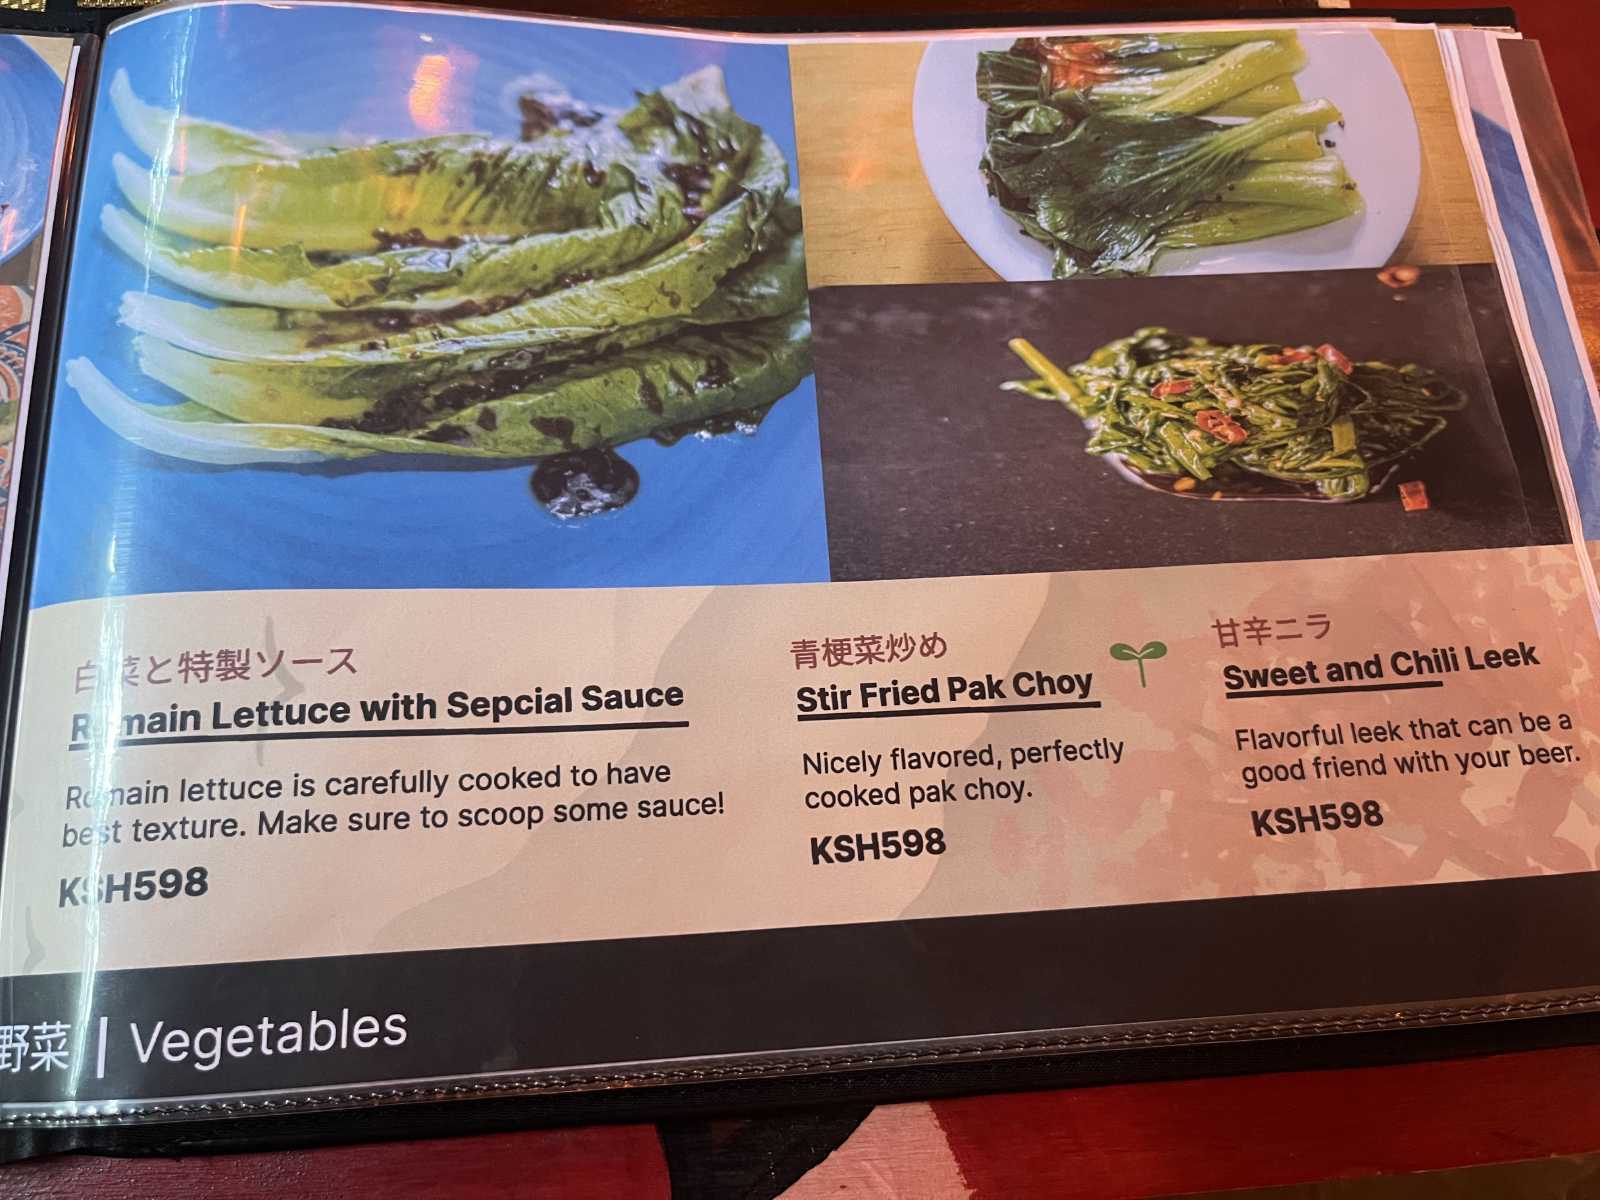 白菜と特製ソース
Romain Lettuce with Sepcial Sauce
Romain lettuce is carefully cooked to have
best texture. Make sure to scoop some sauce!
KSH598
青梗菜炒め
Stir Fried Pak Choy
Nicely flavored, perfectly
cooked pak choy.
KSH598
甘辛ニラ
Sweet and Chili Leek
Flavorful leek that can be a
good friend with your beer.
KSH598
野菜 | Vegetables